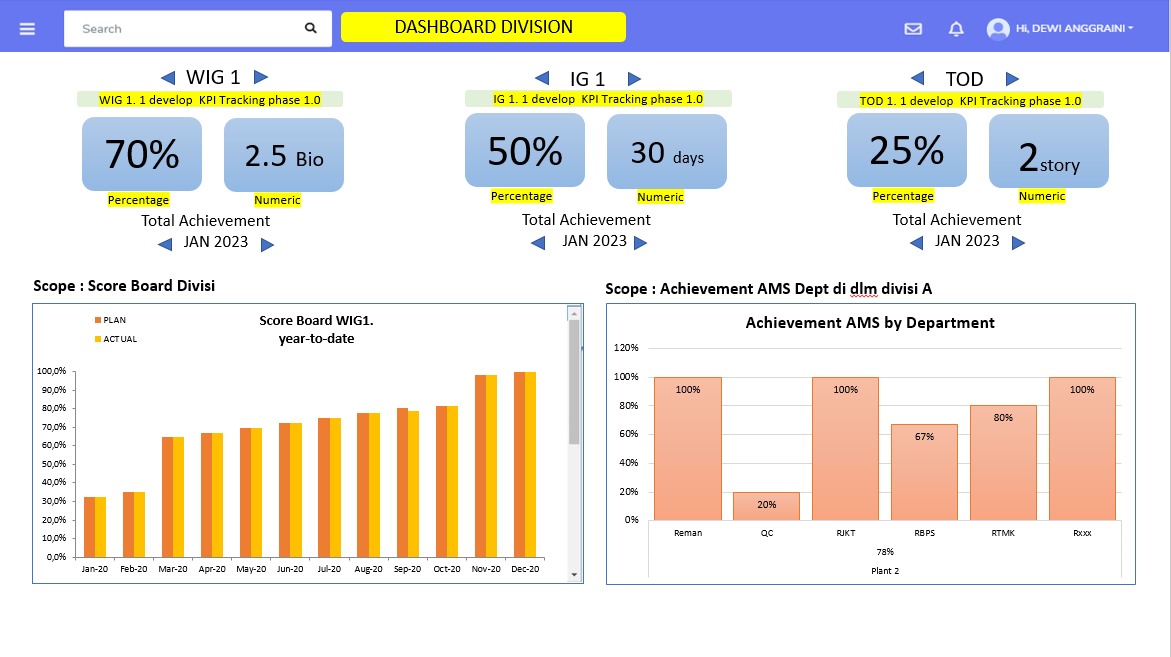 Search
DASHBOARD DIVISION
Hi, DEWI ANGGRAINI
WIG 1
WIG 1. 1 develop KPI Tracking phase 1.0
70%
2.5 Bio
Percentage
Numeric
Total Achievement
JAN 2023
IG 1
IG 1. 1 develop KPI Tracking phase 1.0
50%
30 days
Percentage
Numeric
Total Achievement
JAN 2023
TOD
TOD 1. 1 develop KPI Tracking phase 1.0
25%
2 story
Percentage
Numeric
Total Achievement
JAN 2023
Scope : Score Board Divisi
PLAN
ACTUAL
Score Board WIG1.
year-to-date
100,0%
90,0%
80,0%
70,0%
60,0%
50,0%
40,0%
30,0%
20,0%
10,0%
0,0%
Jan-20 Feb-20 Mar-20 Apr-20 May-20 Jun-20 Jul-20 Aug-20 Sep-20 Oct-20 Nov-20 Dec-20
Scope : Achievement AMS Dept di dlm divisi A
Achievement AMS by Department
120%
100%
80%
60%
40%
20%
0%
100% 20% 100% 67% 80% 100%
Reman QC RJKT RBPS RTMK Rxxx
78%
Plant 2